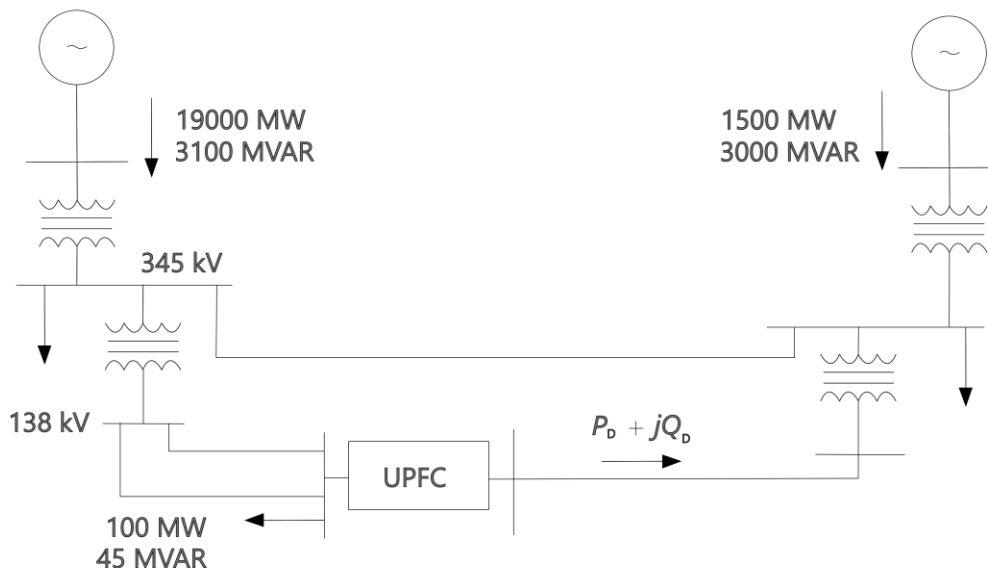 ~
~
19000 MW
3100 MVAR
1500 MW
3000 MVAR
345 kV
138 kV
P_D + jQ_D
UPFC
100 MW
45 MVAR